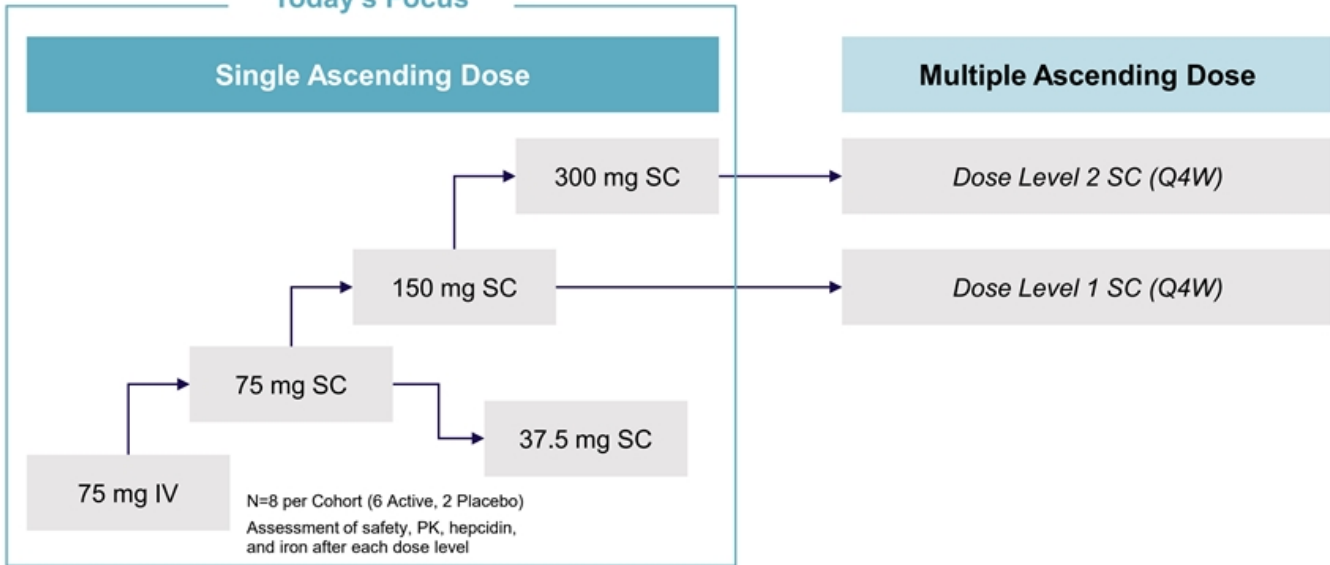 Today's Focus
Single Ascending Dose
Multiple Ascending Dose
300 mg SC
Dose Level 2 SC (Q4W)
150 mg SC
Dose Level 1 SC (Q4W)
75 mg SC
37.5 mg SC
75 mg IV
N=8 per Cohort (6 Active, 2 Placebo)
Assessment of safety, PK, hepcidin,
and iron after each dose level